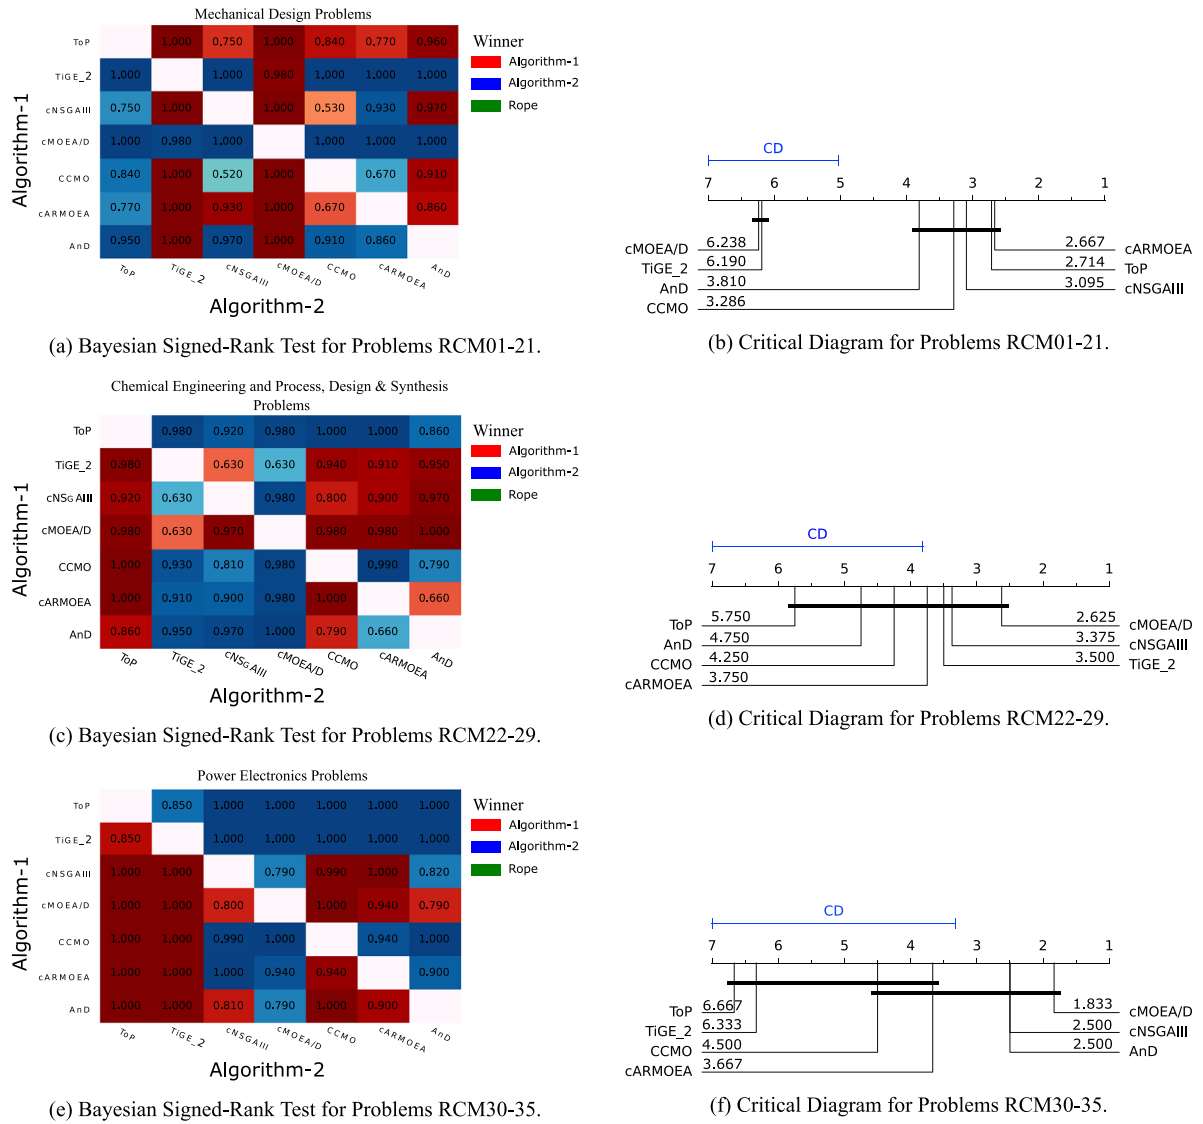 Mechanical Design Problems
ToP 1.000 0.750 1.000 0.840 0.770 0.960
TiGE_2 1.000 1.000 0.980 1.000 1.000 1.000
cNSGAIII 0.750 1.000 1.000 0.530 0.930 0.970
cMOEA/D 1.000 0.980 1.000 1.000 1.000 1.000
CCMO 0.840 1.000 0.520 1.000 0.670 0.910
cARMOEA 0.770 1.000 0.930 1.000 0.670 0.860
AnD 0.950 1.000 0.970 1.000 0.910 0.860
ToP TiGE_2 cNSGAIII cMOEA/D CCMO cARMOEA AnD
Algorithm-1
Algorithm-2
Winner
Algorithm-1
Algorithm-2
Rope
(a) Bayesian Signed-Rank Test for Problems RCM01-21.
CD
7 6 5 4 3 2 1
cMOEA/D 6.238 2.667 cARMOEA
TiGE_2 6.190 2.714 ToP
AnD 3.810 3.095 cNSGAIII
CCMO 3.286
(b) Critical Diagram for Problems RCM01-21.
Chemical Engineering and Process, Design & Synthesis
Problems
ToP 0.980 0.920 0.980 1.000 1.000 0.860
TiGE_2 0.980 0.630 0.630 0.940 0.910 0.950
cNSGAIII 0.920 0.630 0.980 0.800 0.900 0.970
cMOEA/D 0.980 0.630 0.970 0.980 0.980 1.000
CCMO 1.000 0.930 0.810 0.980 0.990 0.790
cARMOEA 1.000 0.910 0.900 0.980 1.000 0.660
AnD 0.860 0.950 0.970 1.000 0.790 0.660
ToP TiGE_2 cNSGAIII cMOEA/D CCMO cARMOEA AnD
Algorithm-1
Algorithm-2
Winner
Algorithm-1
Algorithm-2
Rope
(c) Bayesian Signed-Rank Test for Problems RCM22-29.
CD
7 6 5 4 3 2 1
ToP 5.750 2.625 cMOEA/D
AnD 4.750 3.375 cNSGAIII
CCMO 4.250 3.500 TiGE_2
cARMOEA 3.750
(d) Critical Diagram for Problems RCM22-29.
Power Electronics Problems
ToP 0.850 1.000 1.000 1.000 1.000 1.000
TiGE_2 0.850 1.000 1.000 1.000 1.000 1.000
cNSGAIII 1.000 1.000 0.790 0.990 1.000 0.820
cMOEA/D 1.000 1.000 0.800 1.000 0.940 0.790
CCMO 1.000 1.000 0.990 1.000 0.940 1.000
cARMOEA 1.000 1.000 1.000 0.940 0.940 0.900
AnD 1.000 1.000 0.810 0.790 1.000 0.900
ToP TiGE_2 cNSGAIII cMOEA/D CCMO cARMOEA AnD
Algorithm-1
Algorithm-2
Winner
Algorithm-1
Algorithm-2
Rope
(e) Bayesian Signed-Rank Test for Problems RCM30-35.
CD
7 6 5 4 3 2 1
ToP 6.667 1.833 cMOEA/D
TiGE_2 6.333 2.500 cNSGAIII
CCMO 4.500 2.500 AnD
cARMOEA 3.667
(f) Critical Diagram for Problems RCM30-35.